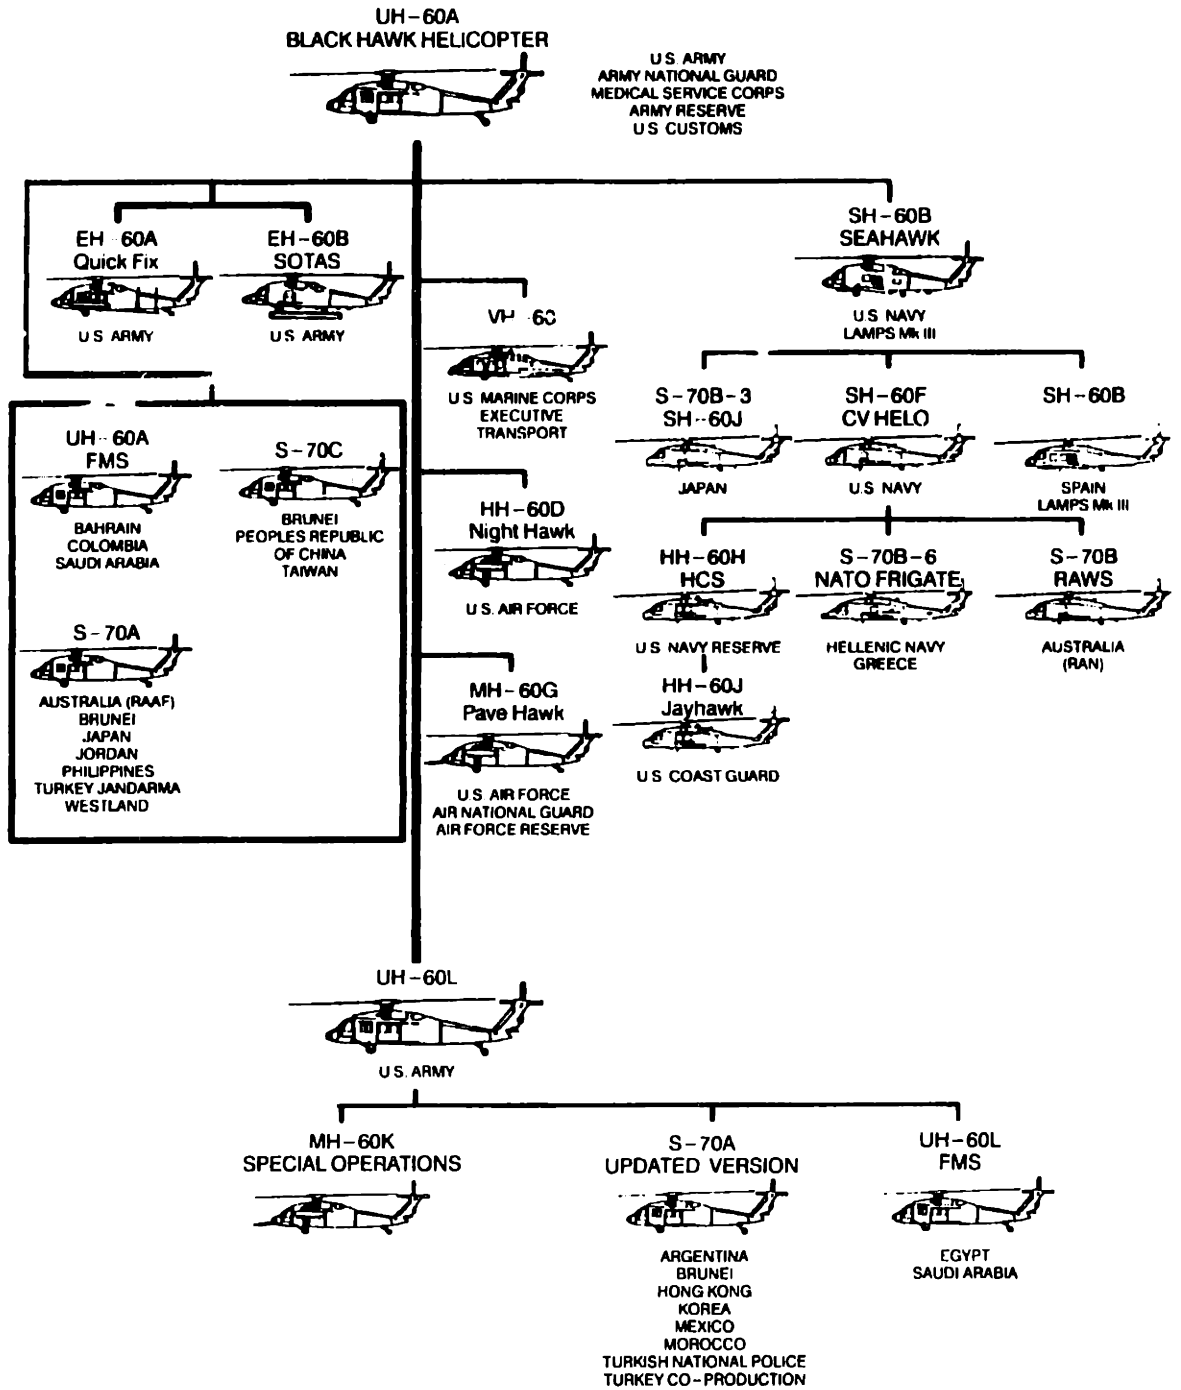 UH-60A
BLACK HAWK HELICOPTER
U.S. ARMY
ARMY NATIONAL GUARD
MEDICAL SERVICE CORPS
ARMY RESERVE
U.S. CUSTOMS
EH-60A
Quick Fix
U.S. ARMY
EH-60B
SOTAS
U.S. ARMY
SH-60B
SEAHAWK
U.S. NAVY
LAMPS Mk III
VH-60
U.S. MARINE CORPS
EXECUTIVE
TRANSPORT
S-70B-3
SH-60J
JAPAN
SH-60F
CV HELO
U.S. NAVY
SH-60B
SPAIN
LAMPS Mk III
UH-60A
FMS
BAHRAIN
COLOMBIA
SAUDI ARABIA
S-70C
BRUNEI
PEOPLES REPUBLIC
OF CHINA
TAIWAN
HH-60D
Night Hawk
U.S. AIR FORCE
HH-60H
HCS
U.S. NAVY RESERVE
S-70B-6
NATO FRIGATE
HELLENIC NAVY
GREECE
S-70B
RAWS
AUSTRALIA
(RAN)
S-70A
AUSTRALIA (RAAF)
BRUNEI
JAPAN
JORDAN
PHILIPPINES
TURKEY JANDARMA
WESTLAND
MH-60G
Pave Hawk
U.S. AIR FORCE
AIR NATIONAL GUARD
AIR FORCE RESERVE
HH-60J
Jayhawk
U.S. COAST GUARD
UH-60L
U.S. ARMY
MH-60K
SPECIAL OPERATIONS
S-70A
UPDATED VERSION
ARGENTINA
BRUNEI
HONG KONG
KOREA
MEXICO
MOROCCO
TURKISH NATIONAL POLICE
TURKEY CO-PRODUCTION
UH-60L
FMS
EGYPT
SAUDI ARABIA